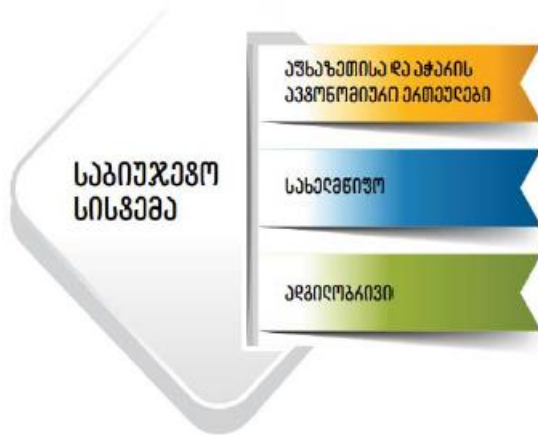 საბიუჯეტო
სისტემა
აფხაზეთისა და აჭარის
ავტონომიური ერთეულები
სახელმწიფო
ადგილობრივი